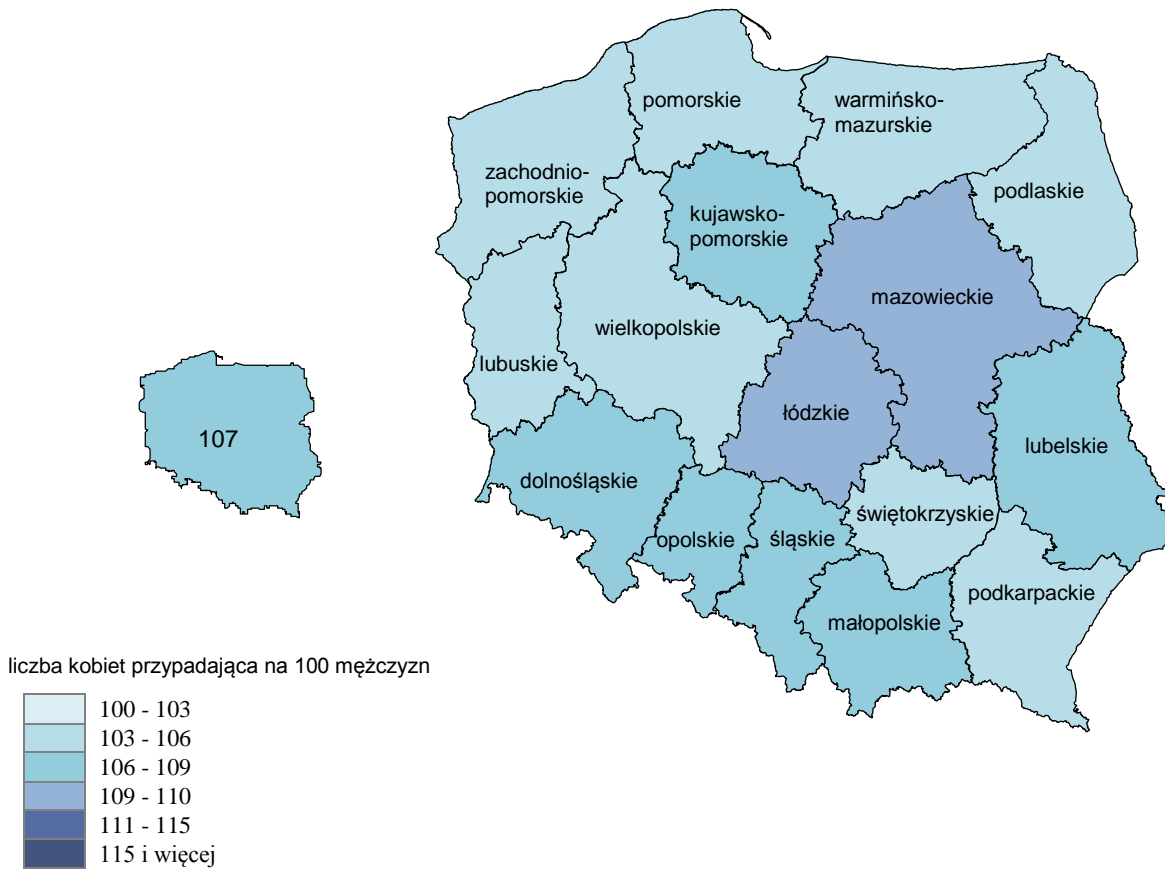 pomorskie
warmińsko-
mazurskie
zachodnio-
pomorskie
podlaskie
kujawsko-
pomorskie
mazowieckie
wielkopolskie
lubuskie
łódzkie
107
lubelskie
dolnośląskie
świętokrzyskie
opolskie
śląskie
podkarpackie
małopolskie
liczba kobiet przypadająca na 100 mężczyzn
100 - 103
103 - 106
106 - 109
109 - 110
111 - 115
115 i więcej